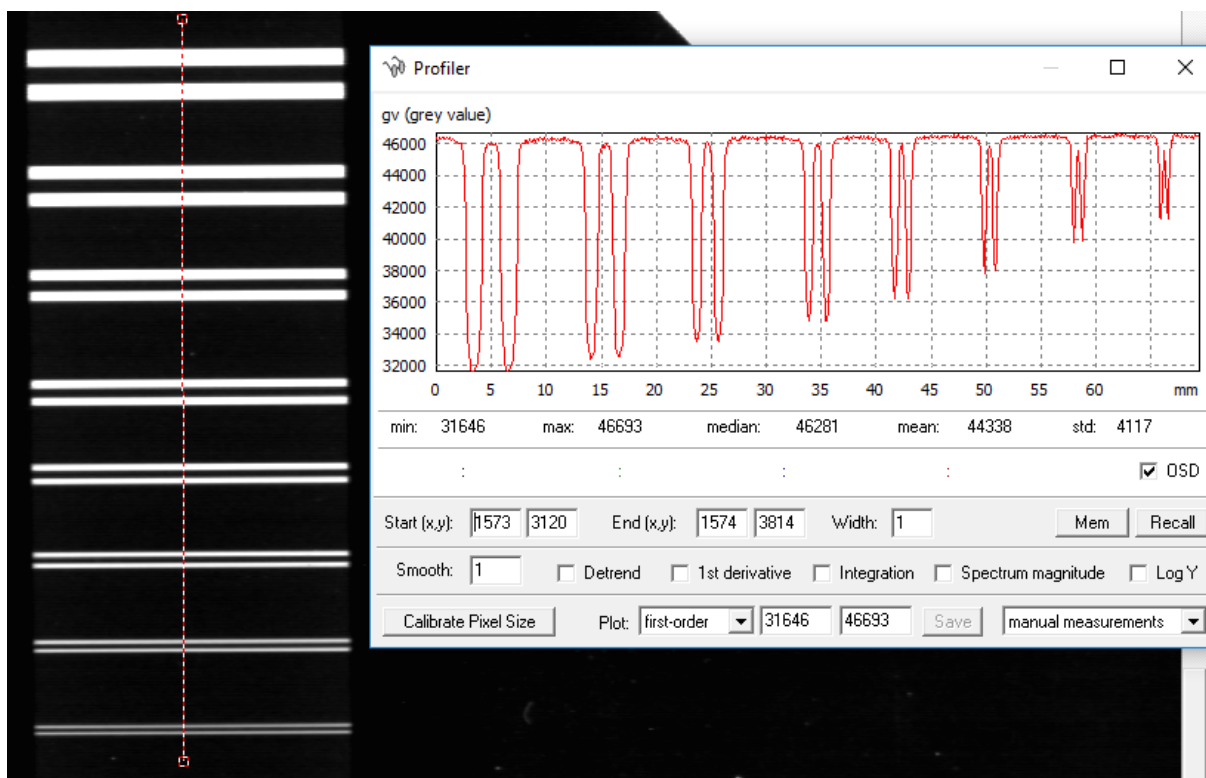 Profiler
gv (grey value)
46000
44000
42000
40000
38000
36000
34000
32000
0 5 10 15 20 25 30 35 40 45 50 55 60 mm
min: 31646 max: 46693 median: 46281 mean: 44338 std: 4117
: : : : OSD
Start (x,y): 1573 3120 End (x,y): 1574 3814 Width: 1 Mem Recall
Smooth: 1 Detrend 1st derivative Integration Spectrum magnitude Log Y
Calibrate Pixel Size Plot: first-order 31646 46693 Save manual measurements